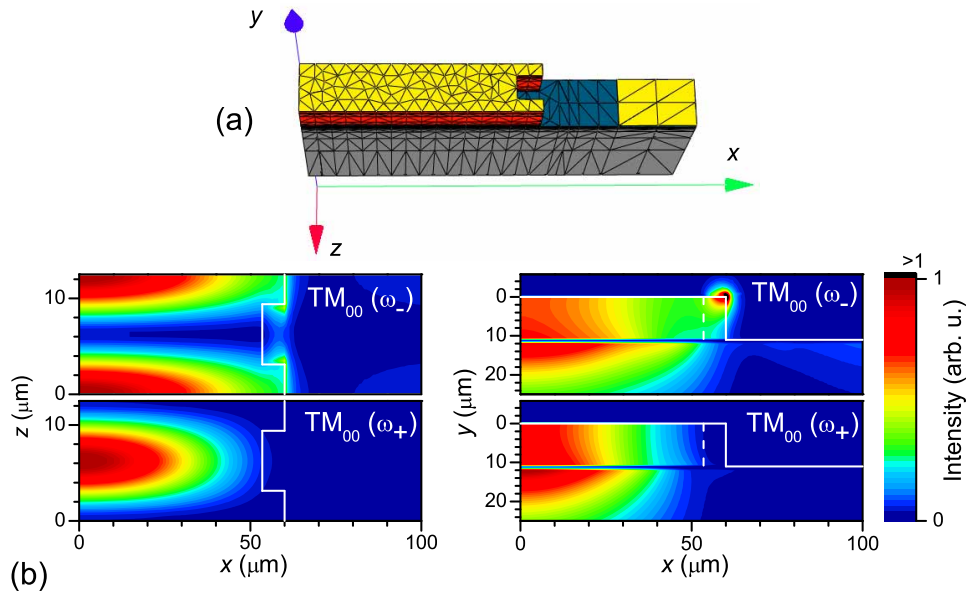 y
(a)
x
z
TM₀₀ (ω₋)
10
0
z (μm)
TM₀₀ (ω₊)
10
0
0
50
100
x (μm)
TM₀₀ (ω₋)
0
10
20
y (μm)
TM₀₀ (ω₊)
0
10
20
0
50
100
x (μm)
>1
1
0
Intensity (arb. u.)
(b)